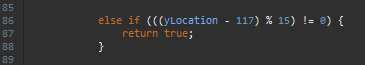 85
86 else if (((yLocation - 117) % 15) != 0) {
87 return true;
88 }
89